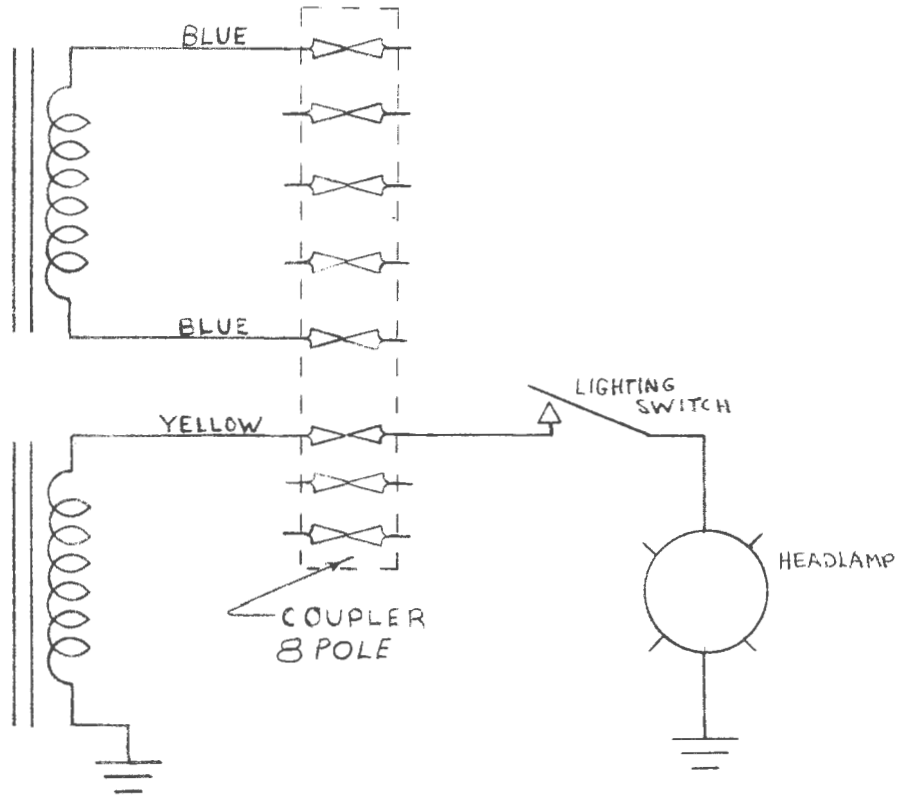 BLUE
BLUE
LIGHTING
SWITCH
YELLOW
HEADLAMP
COUPLER
8 POLE